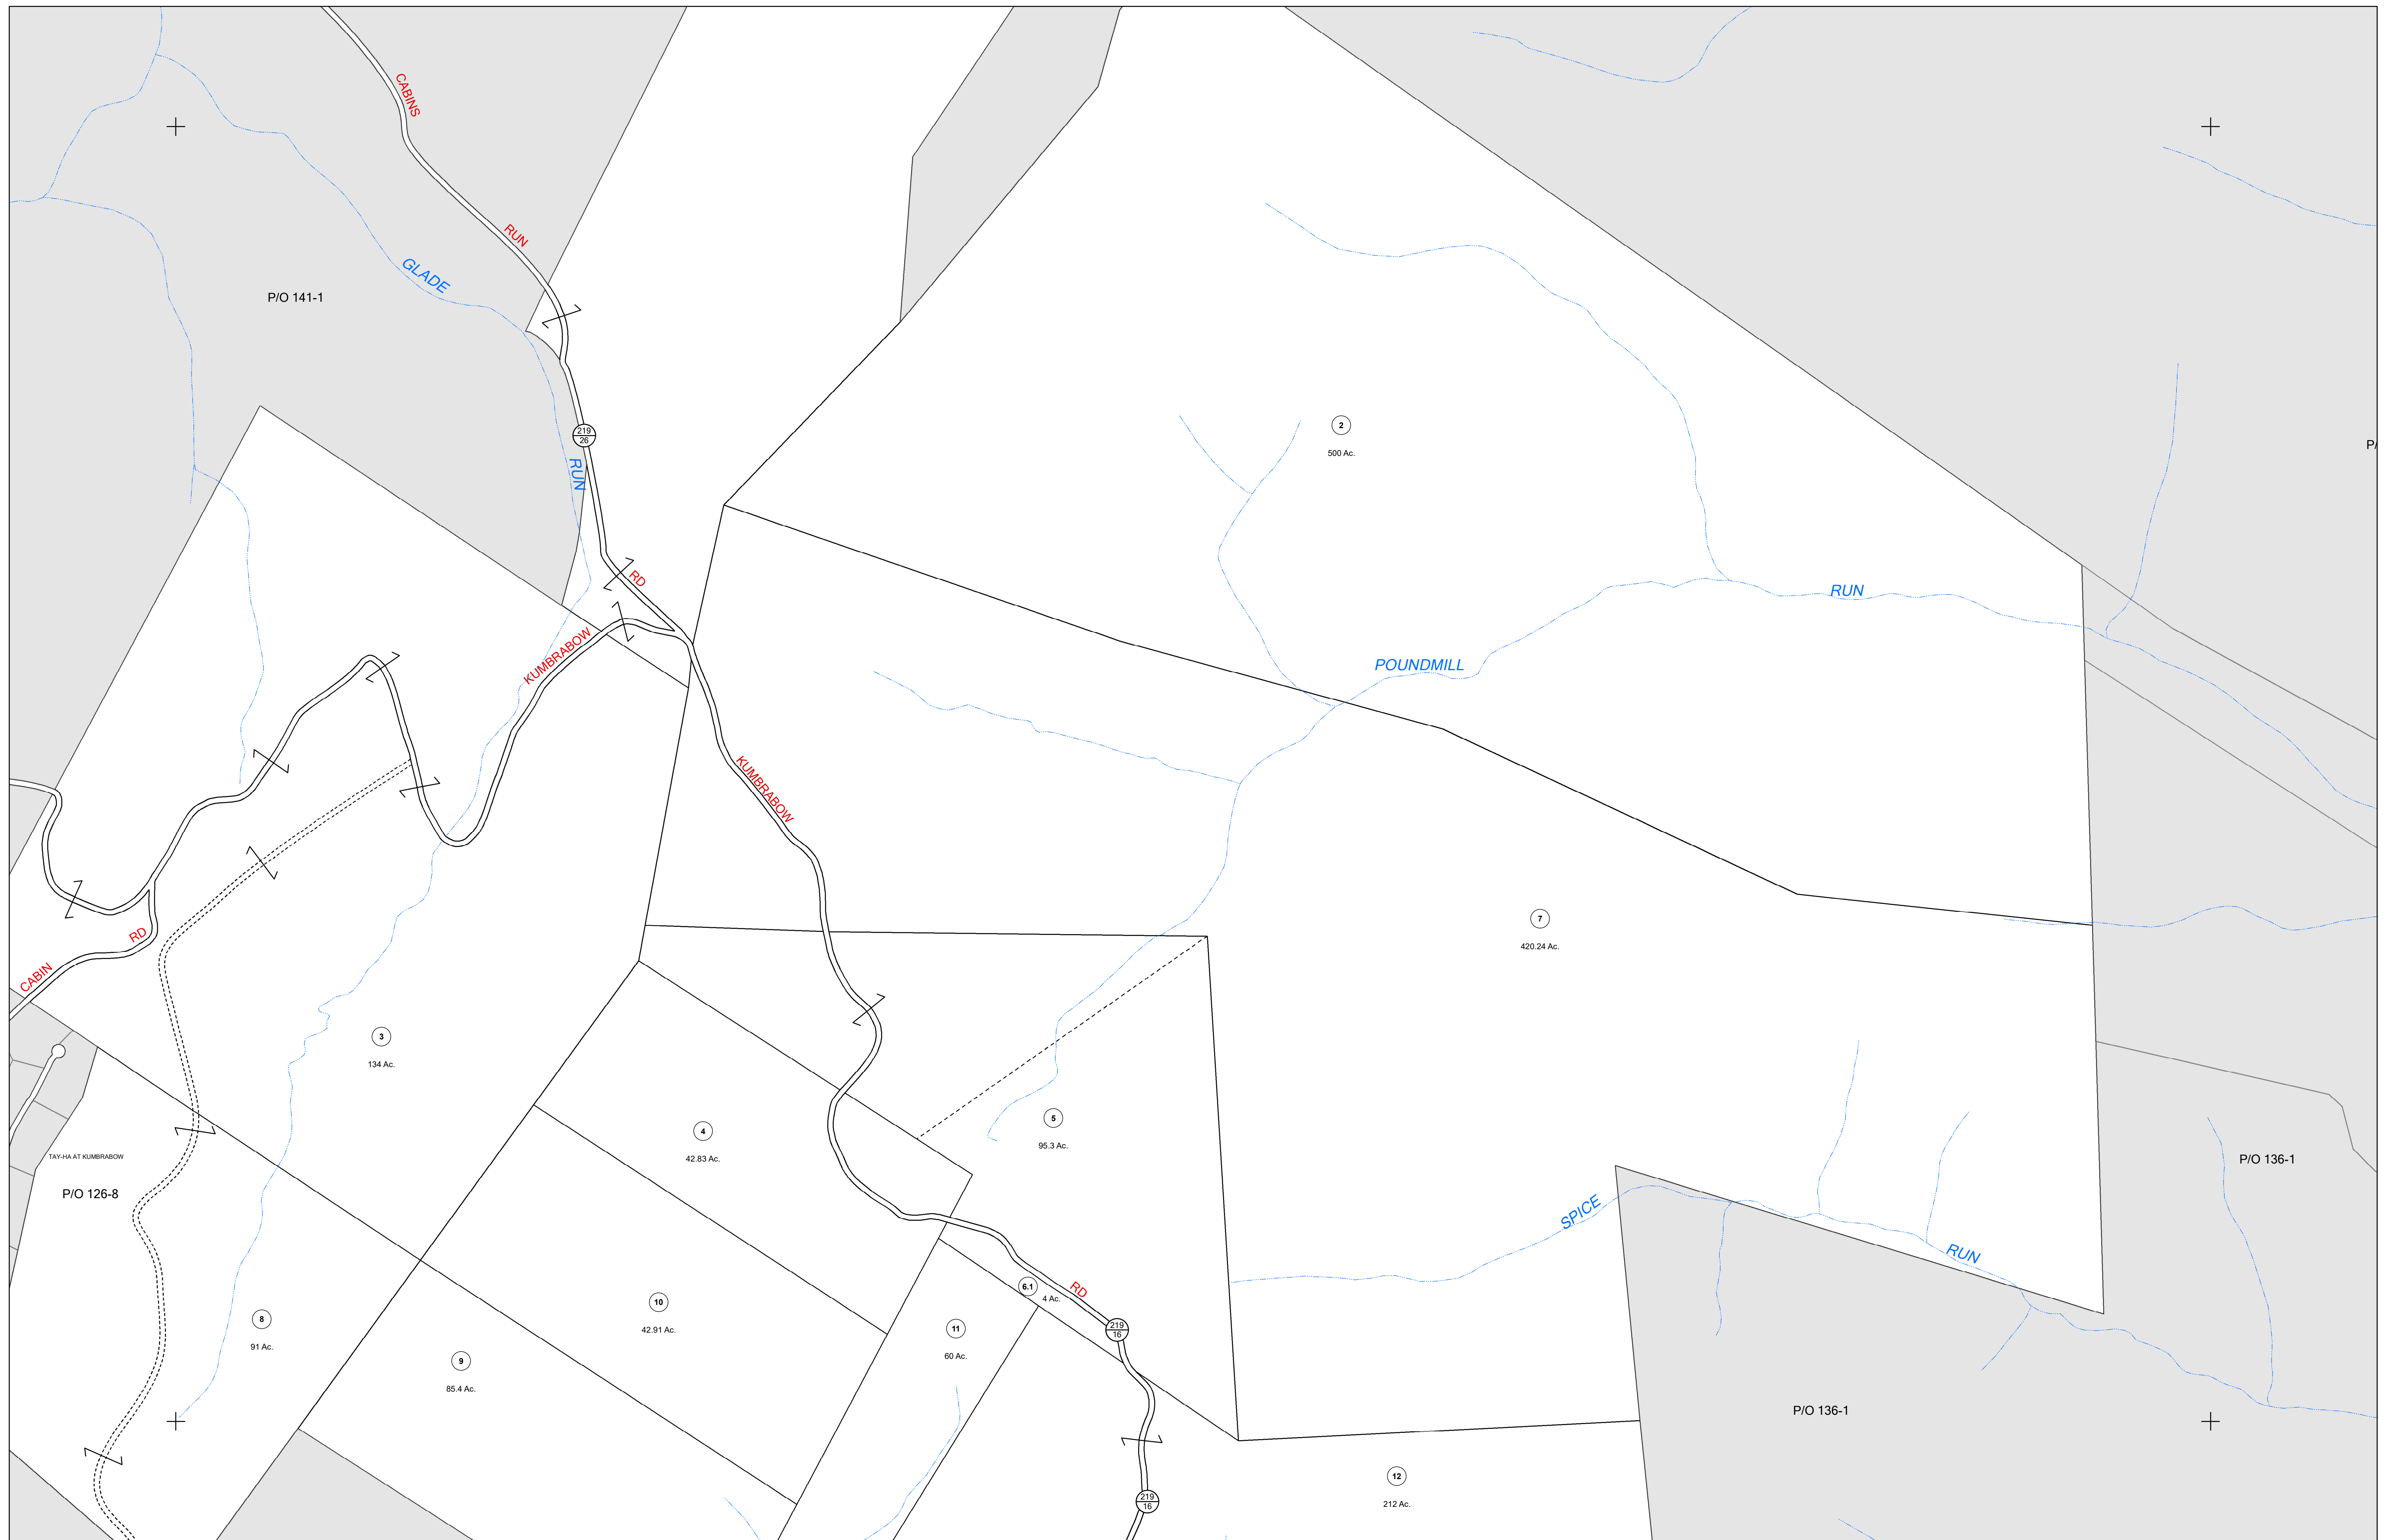 CABINS
RUN
GLADE
P/O 141-1
219
26
RUN
2
500 Ac.
P/
RD
RUN
KUMBRABOW
POUNDMILL
KUMBRABOW
7
420.24 Ac.
RD
CABIN
3
134 Ac.
4
42.83 Ac.
5
95.3 Ac.
TAY-HA AT KUMBRABOW
P/O 136-1
P/O 126-8
SPICE
RUN
6.1
4 Ac.
RD
10
42.91 Ac.
8
91 Ac.
11
60 Ac.
219
16
9
85.4 Ac.
P/O 136-1
12
212 Ac.
219
16